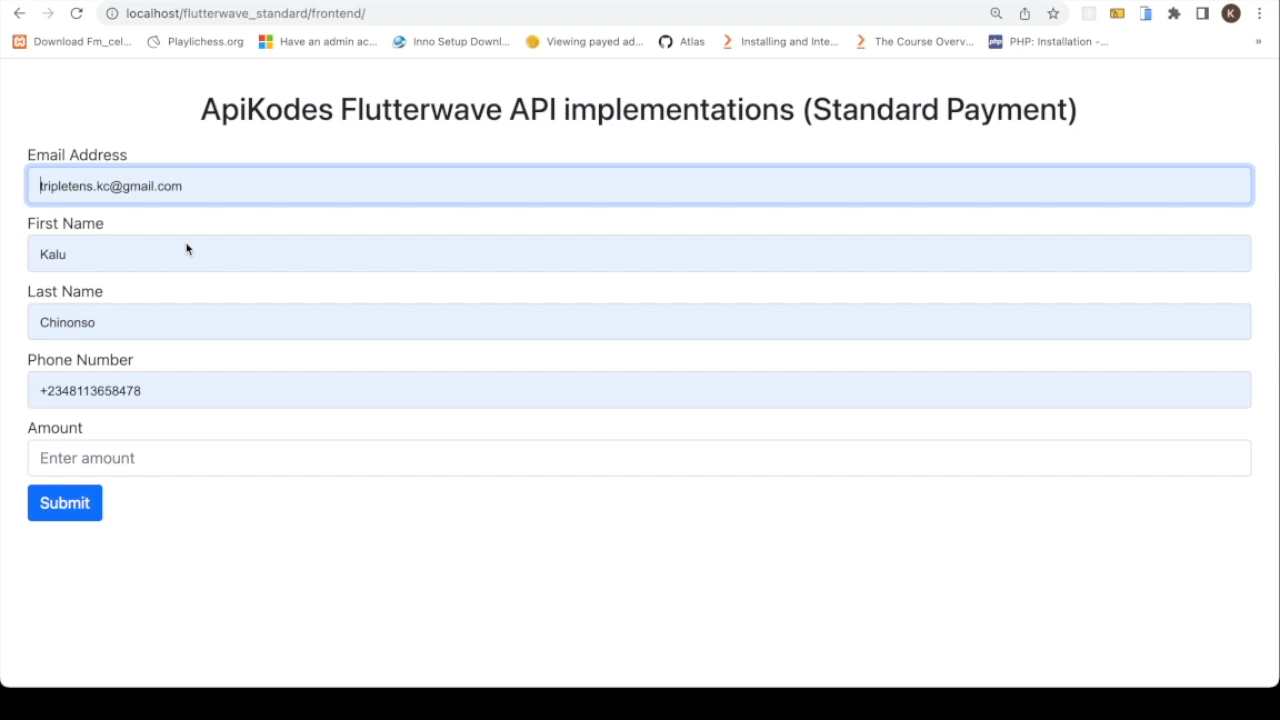 localhost/flutterwave_standard/frontend/
K
Download Fm_cel... Playlichess.org Have an admin ac... Inno Setup Downl... Viewing payed ad... Atlas Installing and Inte... The Course Overv... php PHP: Installation -... »
ApiKodes Flutterwave API implementations (Standard Payment)
Email Address
tripletens.kc@gmail.com
First Name
Kalu
Last Name
Chinonso
Phone Number
+2348113658478
Amount
Enter amount
Submit